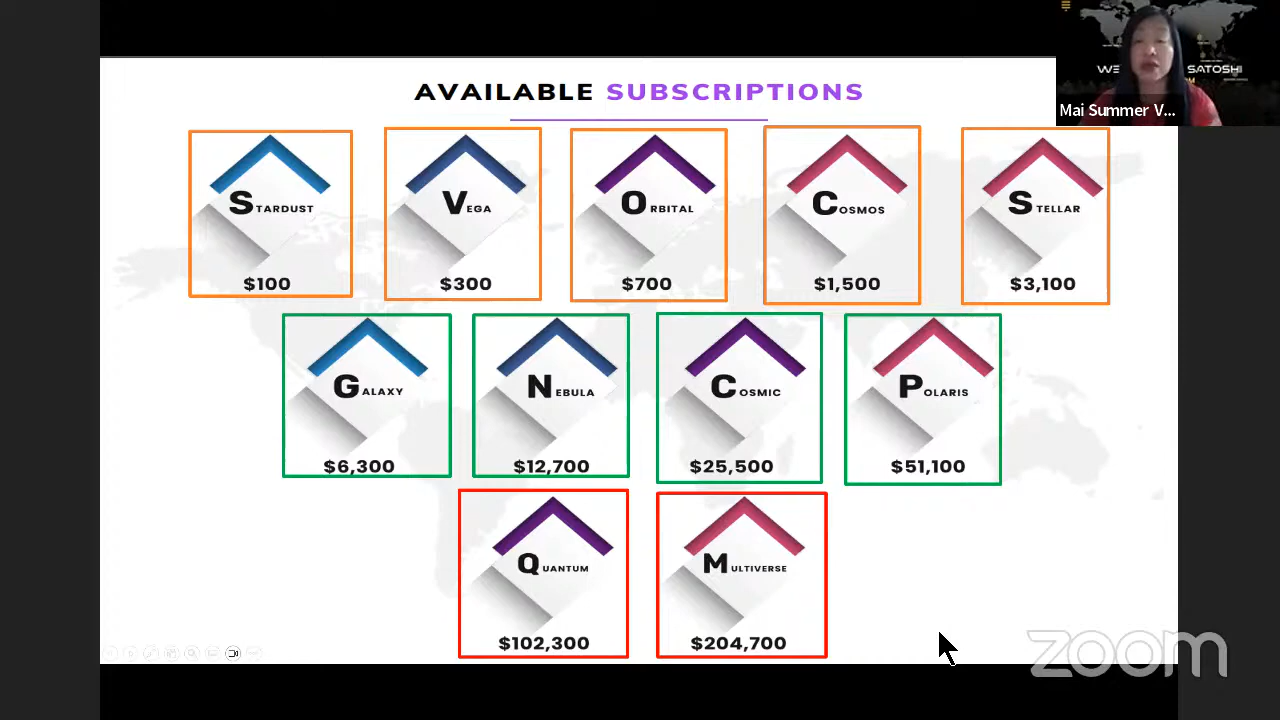 AVAILABLE SUBSCRIPTIONS
WE SATOSHI
Mai Summer V...
STARDUST VEGA ORBITAL COSMOS STELLAR
$100 $300 $700 $1,500 $3,100
GALAXY NEBULA COSMIC POLARIS
$6,300 $12,700 $25,500 $51,100
QUANTUM MULTIVERSE
$102,300 $204,700
zoom